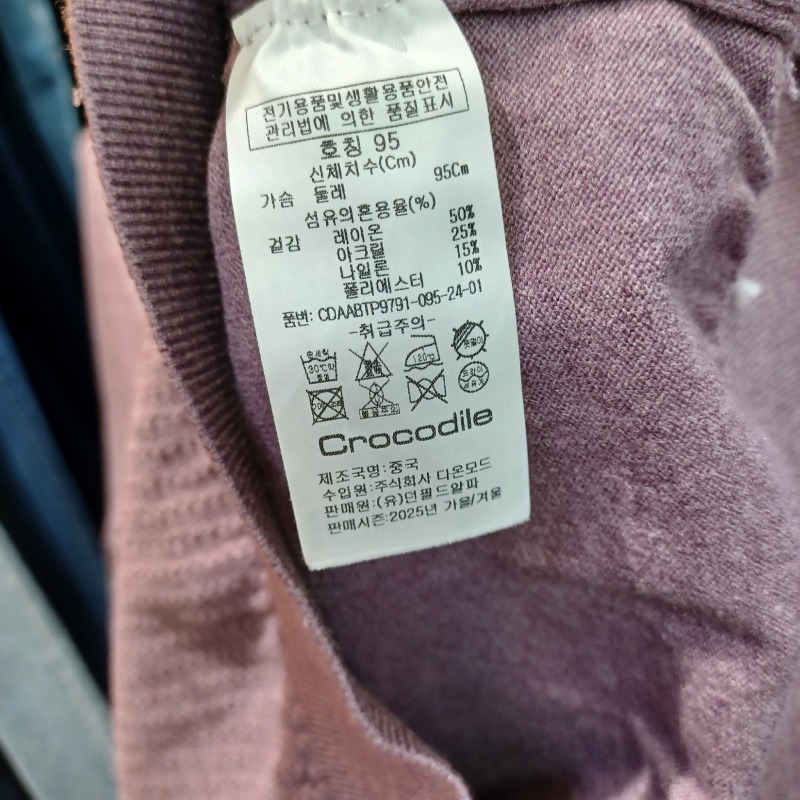 전기용품및생활용품안전
관리법에 의한 품질표시
호칭 95
신체치수(Cm)
가슴 둘레 95Cm
섬유의혼용율(%)
겉감 레이온 50%
아크릴 25%
나일론 15%
폴리에스터 10%
품번: CDAABTP9791-095-24-01
-취급주의-
30℃약 120℃
Crocodile
제조국명:중국
수입원:주식회사 다온모드
판매원:(유)던필드알파
판매시즌:2025년 가을/겨울